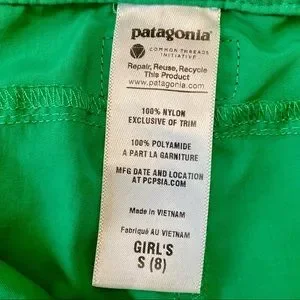 patagonia®
COMMON THREADS
INITIATIVE
Repair, Reuse, Recycle
This Product
www.patagonia.com
100% NYLON
EXCLUSIVE OF TRIM
100% POLYAMIDE
A PART LA GARNITURE
MFG DATE AND LOCATION
AT PCPSIA.COM
Made in VIETNAM
Fabriqué AU VIETNAM
GIRL'S
S (8)